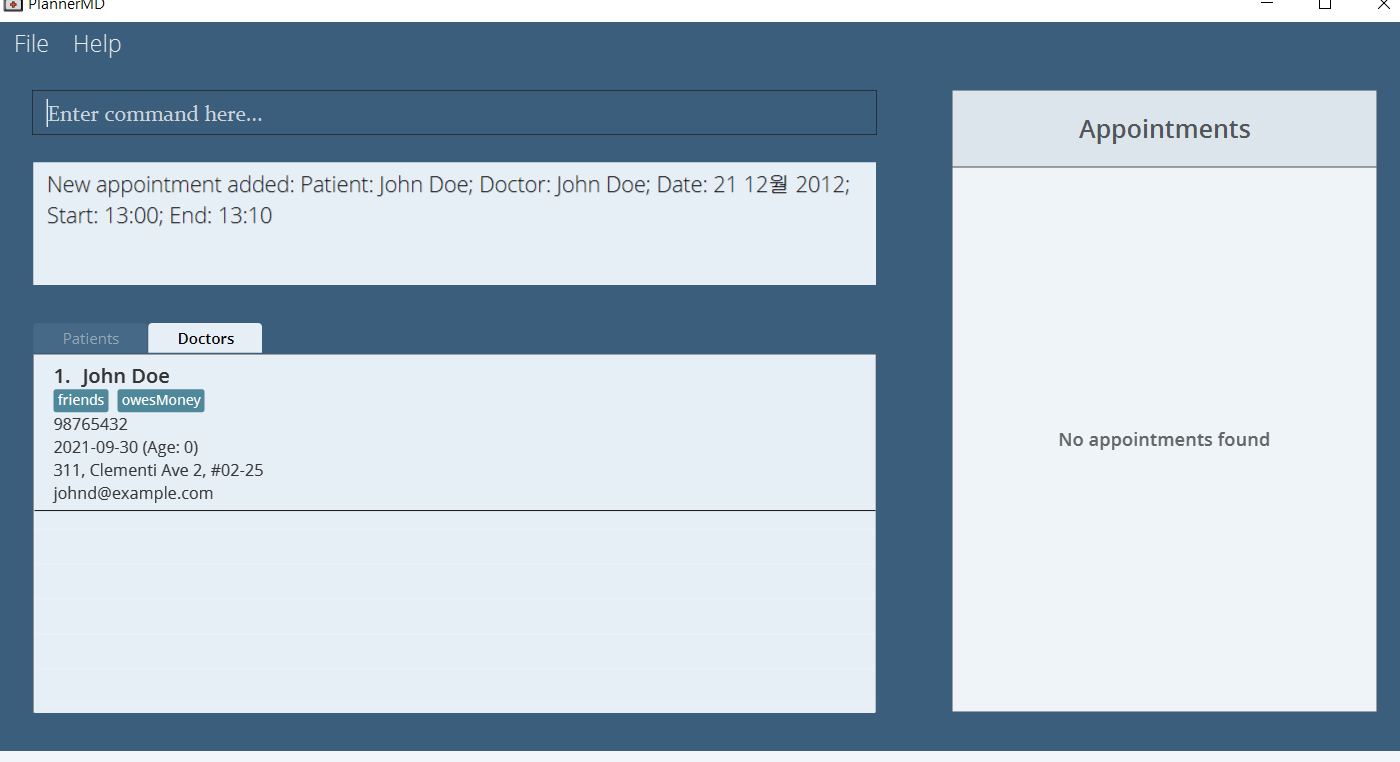 PlannerMD
File Help
Enter command here...
New appointment added: Patient: John Doe; Doctor: John Doe; Date: 21 12월 2012;
Start: 13:00; End: 13:10
Patients Doctors
1. John Doe
friends owesMoney
98765432
2021-09-30 (Age: 0)
311, Clementi Ave 2, #02-25
johnd@example.com
Appointments
No appointments found